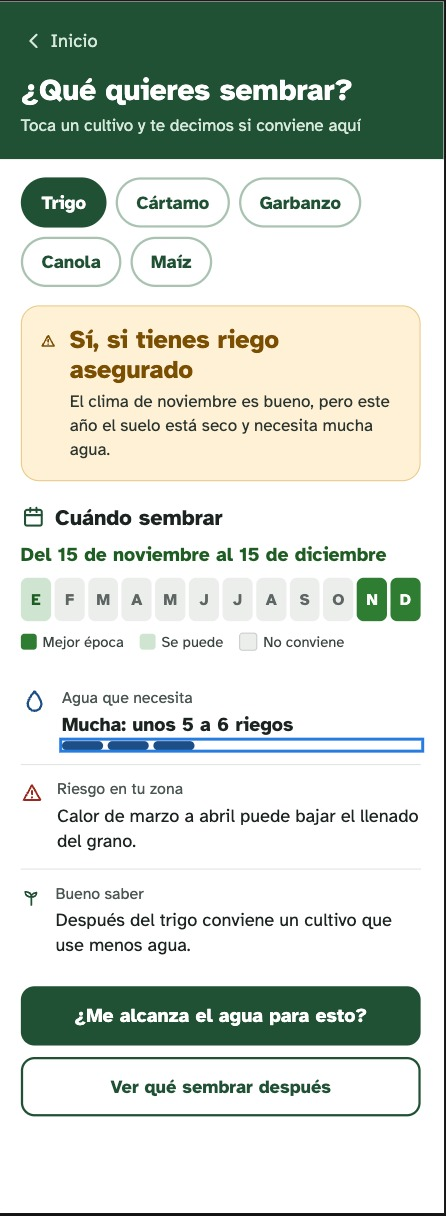 Inicio
¿Qué quieres sembrar?
Toca un cultivo y te decimos si conviene aquí
Trigo
Cártamo
Garbanzo
Canola
Maíz
Sí, si tienes riego
asegurado
El clima de noviembre es bueno, pero este
año el suelo está seco y necesita mucha
agua.
Cuándo sembrar
Del 15 de noviembre al 15 de diciembre
E F M A M J J A S O N D
Mejor época
Se puede
No conviene
Agua que necesita
Mucha: unos 5 a 6 riegos
Riesgo en tu zona
Calor de marzo a abril puede bajar el llenado
del grano.
Bueno saber
Después del trigo conviene un cultivo que
use menos agua.
¿Me alcanza el agua para esto?
Ver qué sembrar después